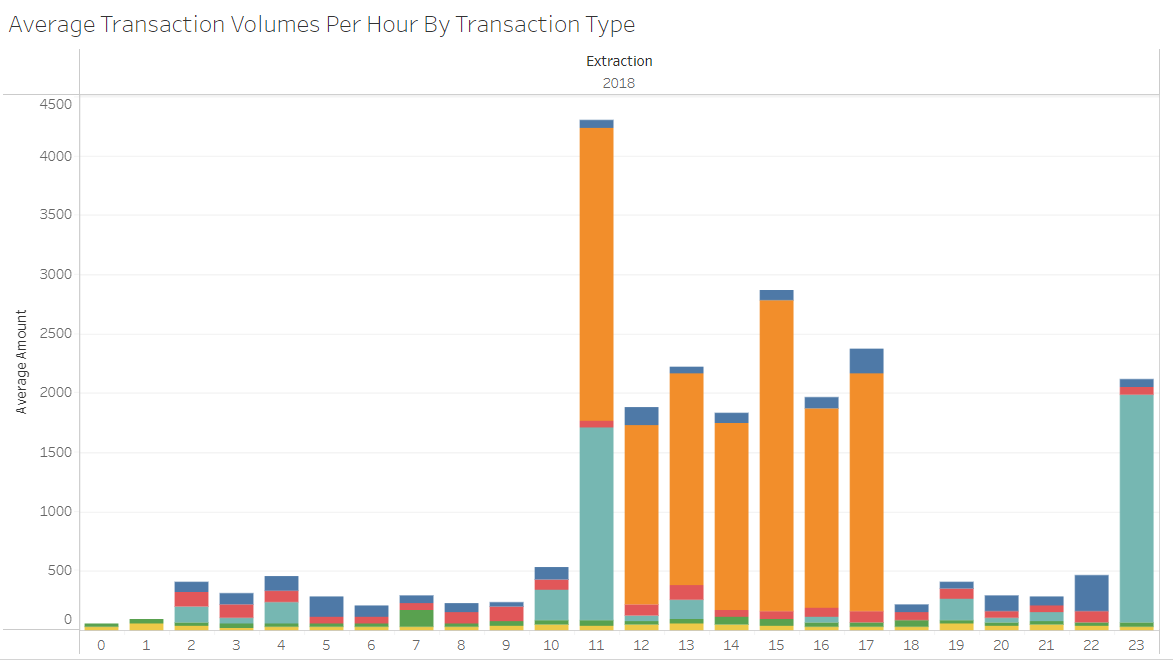 Average Transaction Volumes Per Hour By Transaction Type
Extraction
2018
4500
4000
3500
3000
2500
2000
1500
1000
500
0
Average Amount
0 1 2 3 4 5 6 7 8 9 10 11 12 13 14 15 16 17 18 19 20 21 22 23